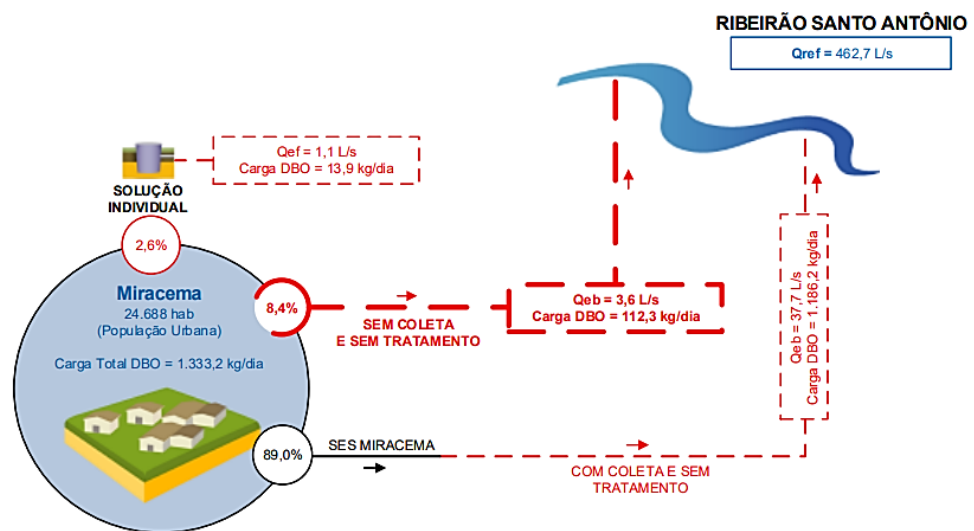 RIBEIRÃO SANTO ANTÔNIO
Qref = 462,7 L/s
Qef = 1,1 L/s
Carga DBO = 13,9 kg/dia
SOLUÇÃO
INDIVIDUAL
2,6%
Miracema
24.688 hab
(População Urbana)
Carga Total DBO = 1.333,2 kg/dia
8,4%
SEM COLETA
E SEM TRATAMENTO
Qeb = 3,6 L/s
Carga DBO = 112,3 kg/dia
Qeb = 37,7 L/s
Carga DBO = 1.186,2 kg/dia
89,0%
SES MIRACEMA
COM COLETA E SEM
TRATAMENTO